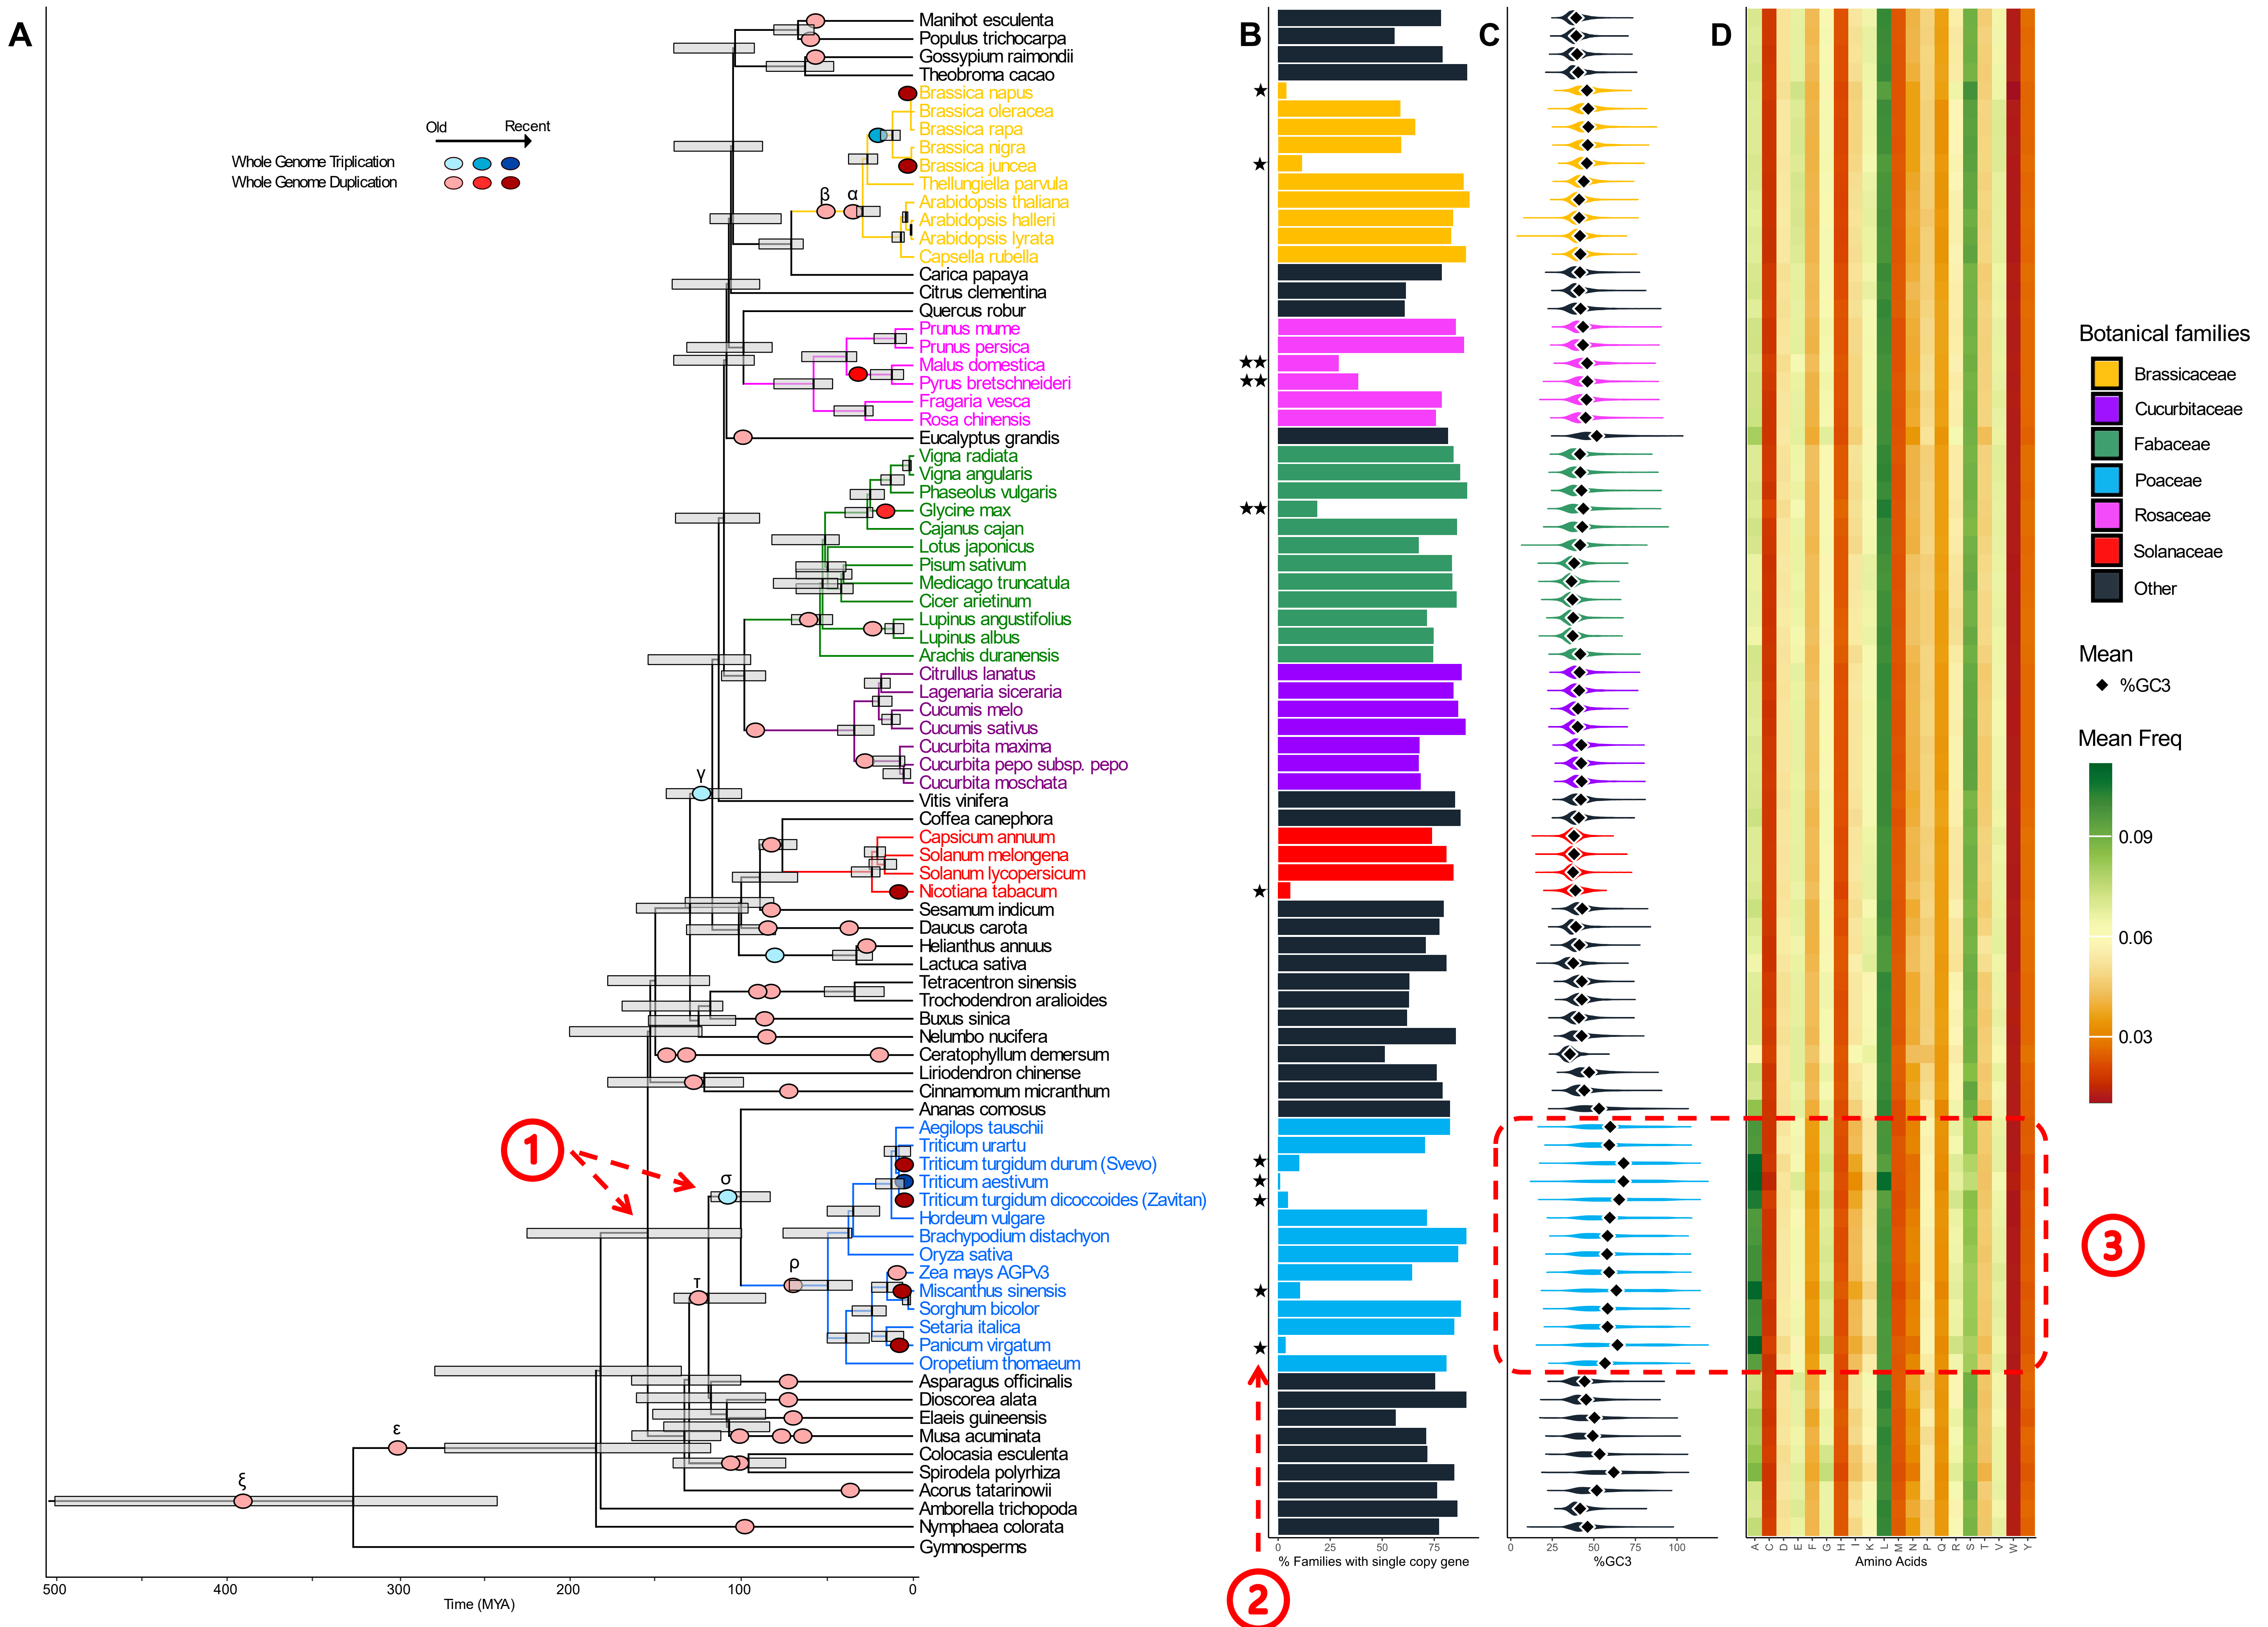 A
B
C
D
Old
Recent
Whole Genome Triplication
Whole Genome Duplication
β
α
γ
σ
ρ
τ
ε
ξ
Manihot esculenta
Populus trichocarpa
Gossypium raimondii
Theobroma cacao
Brassica napus
Brassica oleracea
Brassica rapa
Brassica nigra
Brassica juncea
Thellungiella parvula
Arabidopsis thaliana
Arabidopsis halleri
Arabidopsis lyrata
Capsella rubella
Carica papaya
Citrus clementina
Quercus robur
Prunus mume
Prunus persica
Malus domestica
Pyrus bretschneideri
Fragaria vesca
Rosa chinensis
Eucalyptus grandis
Vigna radiata
Vigna angularis
Phaseolus vulgaris
Glycine max
Cajanus cajan
Lotus japonicus
Pisum sativum
Medicago truncatula
Cicer arietinum
Lupinus angustifolius
Lupinus albus
Arachis duranensis
Citrullus lanatus
Lagenaria siceraria
Cucumis melo
Cucumis sativus
Cucurbita maxima
Cucurbita pepo subsp. pepo
Cucurbita moschata
Vitis vinifera
Coffea canephora
Capsicum annuum
Solanum melongena
Solanum lycopersicum
Nicotiana tabacum
Sesamum indicum
Daucus carota
Helianthus annuus
Lactuca sativa
Tetracentron sinensis
Trochodendron aralioides
Buxus sinica
Nelumbo nucifera
Ceratophyllum demersum
Liriodendron chinense
Cinnamomum micranthum
Ananas comosus
Aegilops tauschii
Triticum urartu
Triticum turgidum durum (Svevo)
Triticum aestivum
Triticum turgidum dicoccoides (Zavitan)
Hordeum vulgare
Brachypodium distachyon
Oryza sativa
Zea mays AGPv3
Miscanthus sinensis
Sorghum bicolor
Setaria italica
Panicum virgatum
Oropetium thomaeum
Asparagus officinalis
Dioscorea alata
Elaeis guineensis
Musa acuminata
Colocasia esculenta
Spirodela polyrhiza
Acorus tatarinowii
Amborella trichopoda
Nymphaea colorata
Gymnosperms
500 400 300 200 100 0
Time (MYA)
0 25 50 75
% Families with single copy gene
0 25 50 75 100
%GC3
A C D E F G H I K L M N P Q R S T V W Y
Amino Acids
1
2
3
Botanical families
Brassicaceae
Cucurbitaceae
Fabaceae
Poaceae
Rosaceae
Solanaceae
Other
Mean
%GC3
Mean Freq
0.09
0.06
0.03